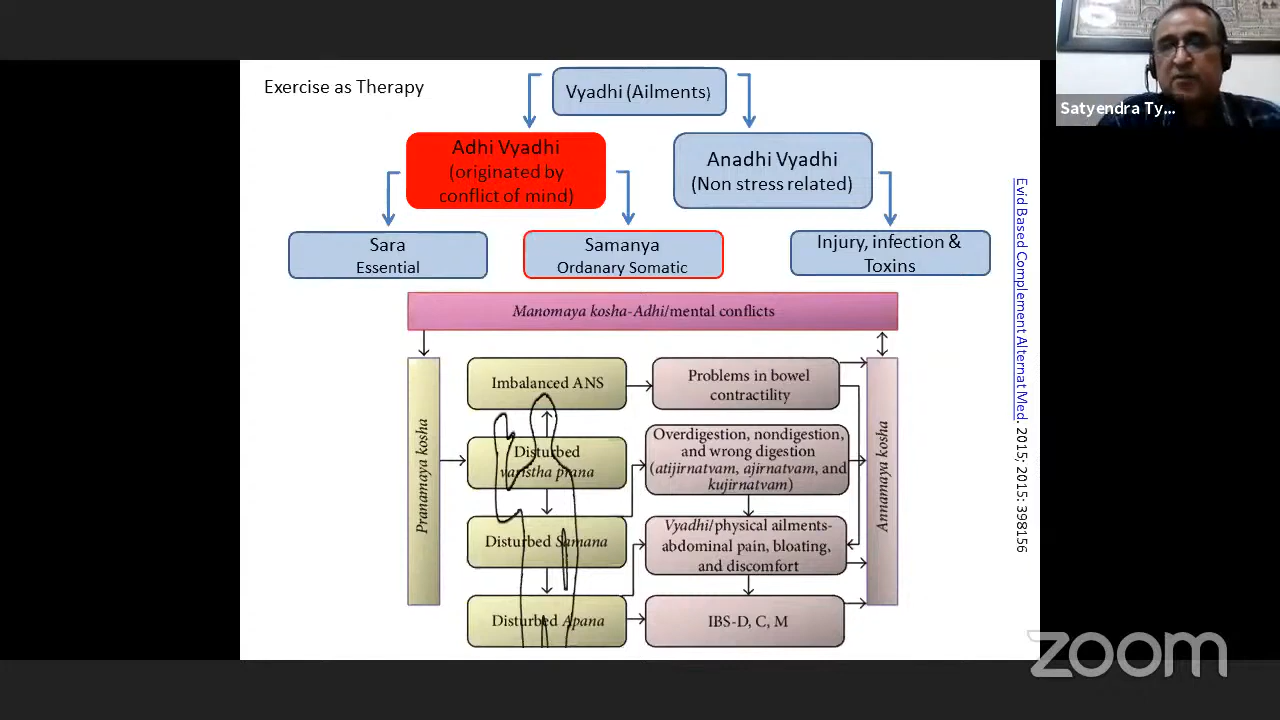 Exercise as Therapy
Vyadhi (Ailments)
Adhi Vyadhi
(originated by
conflict of mind)
Anadhi Vyadhi
(Non stress related)
Sara
Essential
Samanya
Ordanary Somatic
Injury, infection &
Toxins
Manomaya kosha-Adhi/mental conflicts
Pranamaya kosha
Imbalanced ANS
Problems in bowel
contractility
Disturbed
varistha prana
Overdigestion, nondigestion,
and wrong digestion
(atijirnatvam, ajirnatvam, and
kujirnatvam)
Disturbed Samana
Vyadhi/physical ailments-
abdominal pain, bloating,
and discomfort
Disturbed Apana
IBS-D, C, M
Annamaya kosha
Evid Based Complement Alternat Med. 2015; 2015: 398156
Satyendra Ty...
zoom